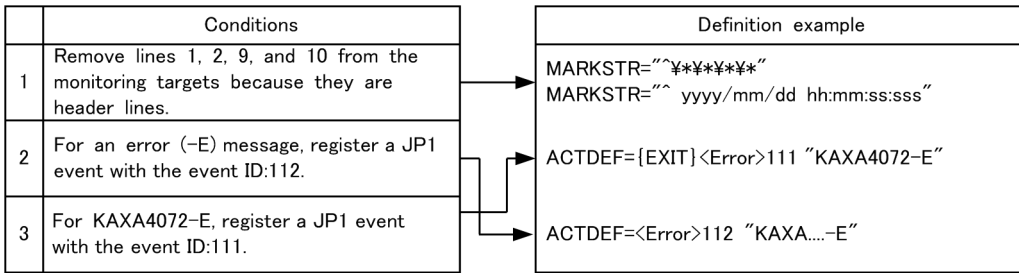 Conditions
1
Remove lines 1, 2, 9, and 10 from the
monitoring targets because they are
header lines.
2
For an error (-E) message, register a JP1
event with the event ID:112.
3
For KAXA4072-E, register a JP1 event
with the event ID:111.
Definition example
MARKSTR="^¥*¥*¥*¥*"
MARKSTR="^ yyyy/mm/dd hh:mm:ss:sss"
ACTDEF={EXIT}<Error>111 "KAXA4072-E"
ACTDEF=<Error>112 "KAXA....-E"